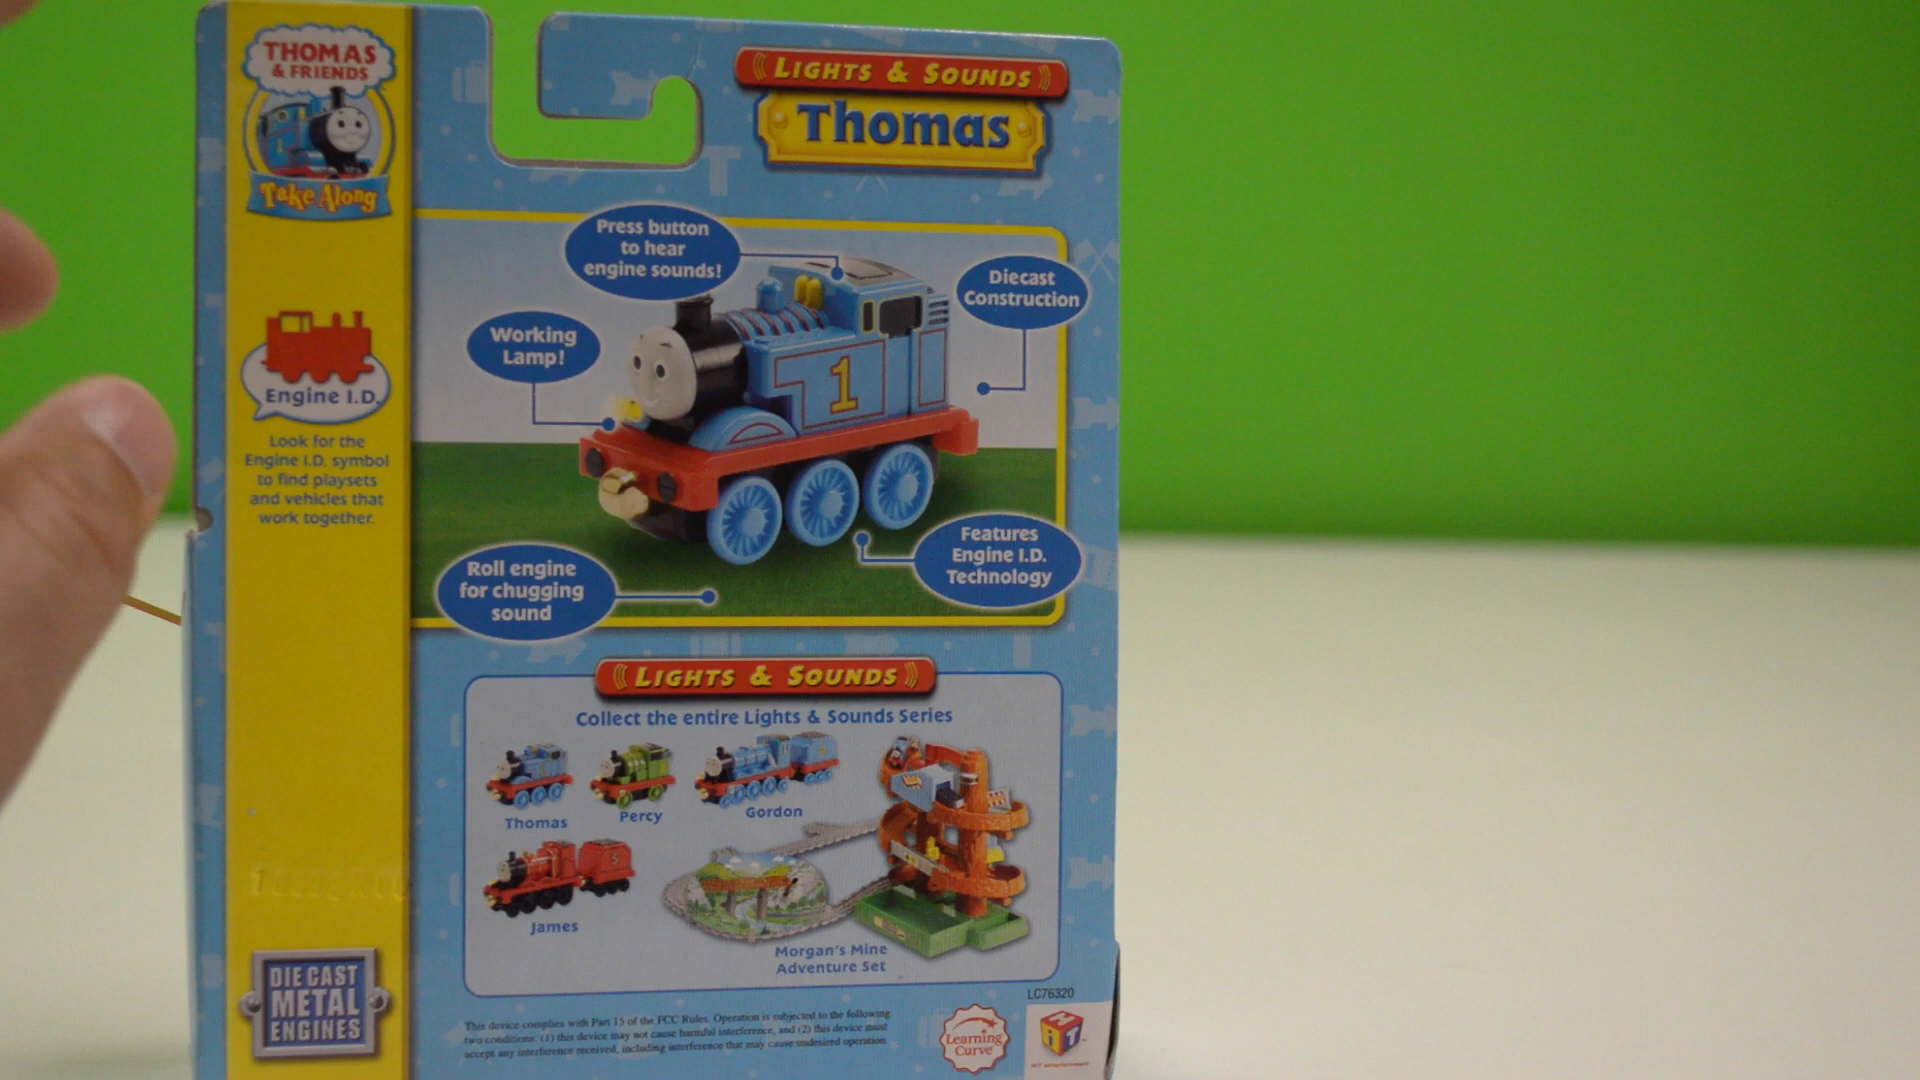 THOMAS
& FRIENDS
Take Along
Engine I.D.
Look for the
Engine I.D. symbol
to find playsets
and vehicles that
work together.
DIE CAST
METAL
ENGINES
LIGHTS & SOUNDS
Thomas
Press button
to hear
engine sounds!
Diecast
Construction
Working
Lamp!
1
Features
Engine I.D.
Technology
Roll engine
for chugging
sound
LIGHTS & SOUNDS
Collect the entire Lights & Sounds Series
Thomas
Percy
Gordon
5
James
Morgan's Mine
Adventure Set
LC76320
This device complies with Part 15 of the FCC Rules. Operation is subjected to the following
two conditions: (1) this device may not cause harmful interference, and (2) this device must
accept any interference received, including interference that may cause undesired operation.
Learning
Curve
HiT
HiT entertainment